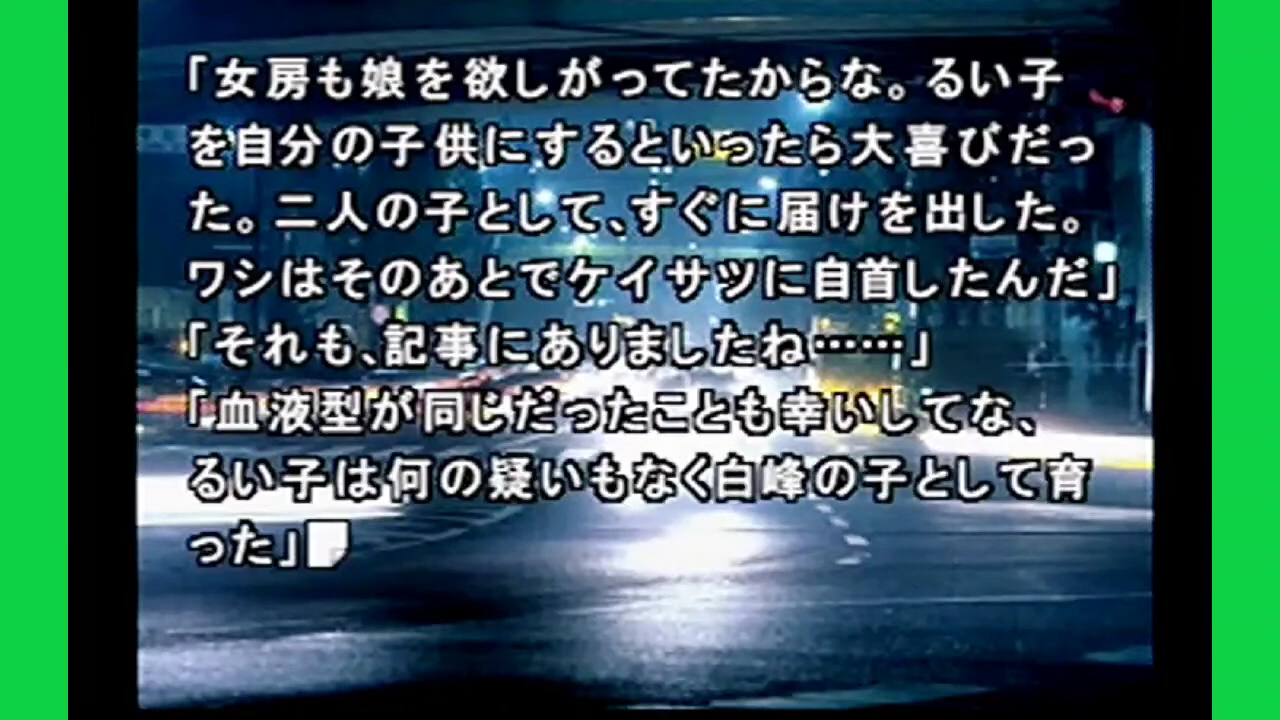 「女房も娘を欲しがってたからな。るい子
を自分の子供にするといったら大喜びだっ
た。二人の子として、すぐに届けを出した。
ワシはそのあとでケイサツに自首したんだ」
「それも、記事にありましたね……」
「血液型が同じだったことも幸いしてな、
るい子は何の疑いもなく白峰の子として育
った」